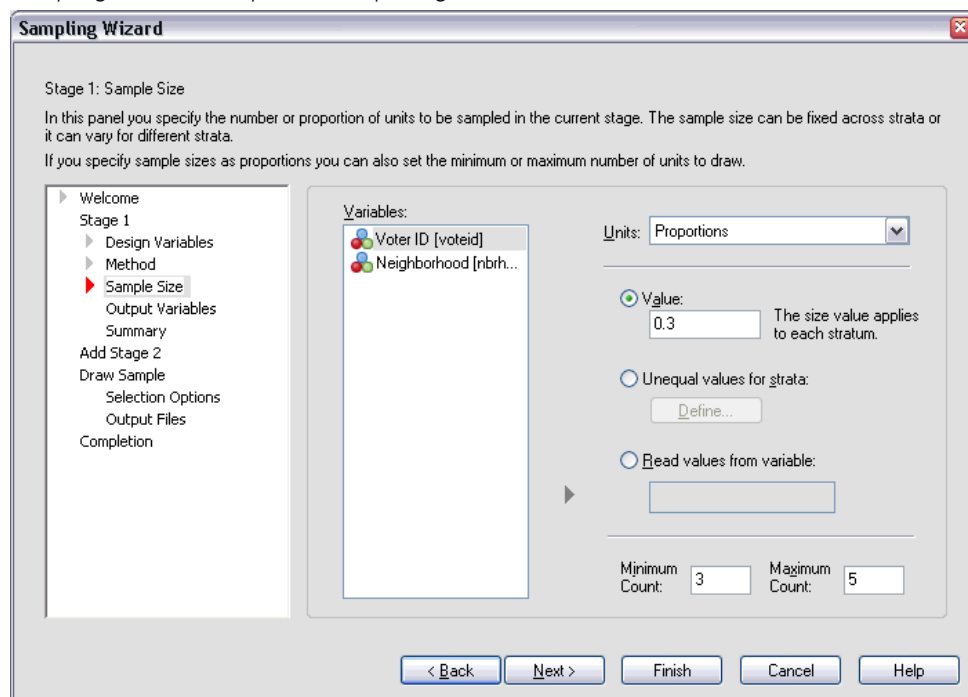 Sampling Wizard
Stage 1: Sample Size
In this panel you specify the number or proportion of units to be sampled in the current stage. The sample size can be fixed across strata or
it can vary for different strata.
If you specify sample sizes as proportions you can also set the minimum or maximum number of units to draw.
Welcome
Stage 1
Design Variables
Method
Sample Size
Output Variables
Summary
Add Stage 2
Draw Sample
Selection Options
Output Files
Completion
Variables:
Voter ID [voteid]
Neighborhood [nbrh...
Units: Proportions
Value:
0.3
The size value applies
to each stratum.
Unequal values for strata:
Define...
Read values from variable:
Minimum
Count: 3
Maximum
Count: 5
< Back
Next >
Finish
Cancel
Help